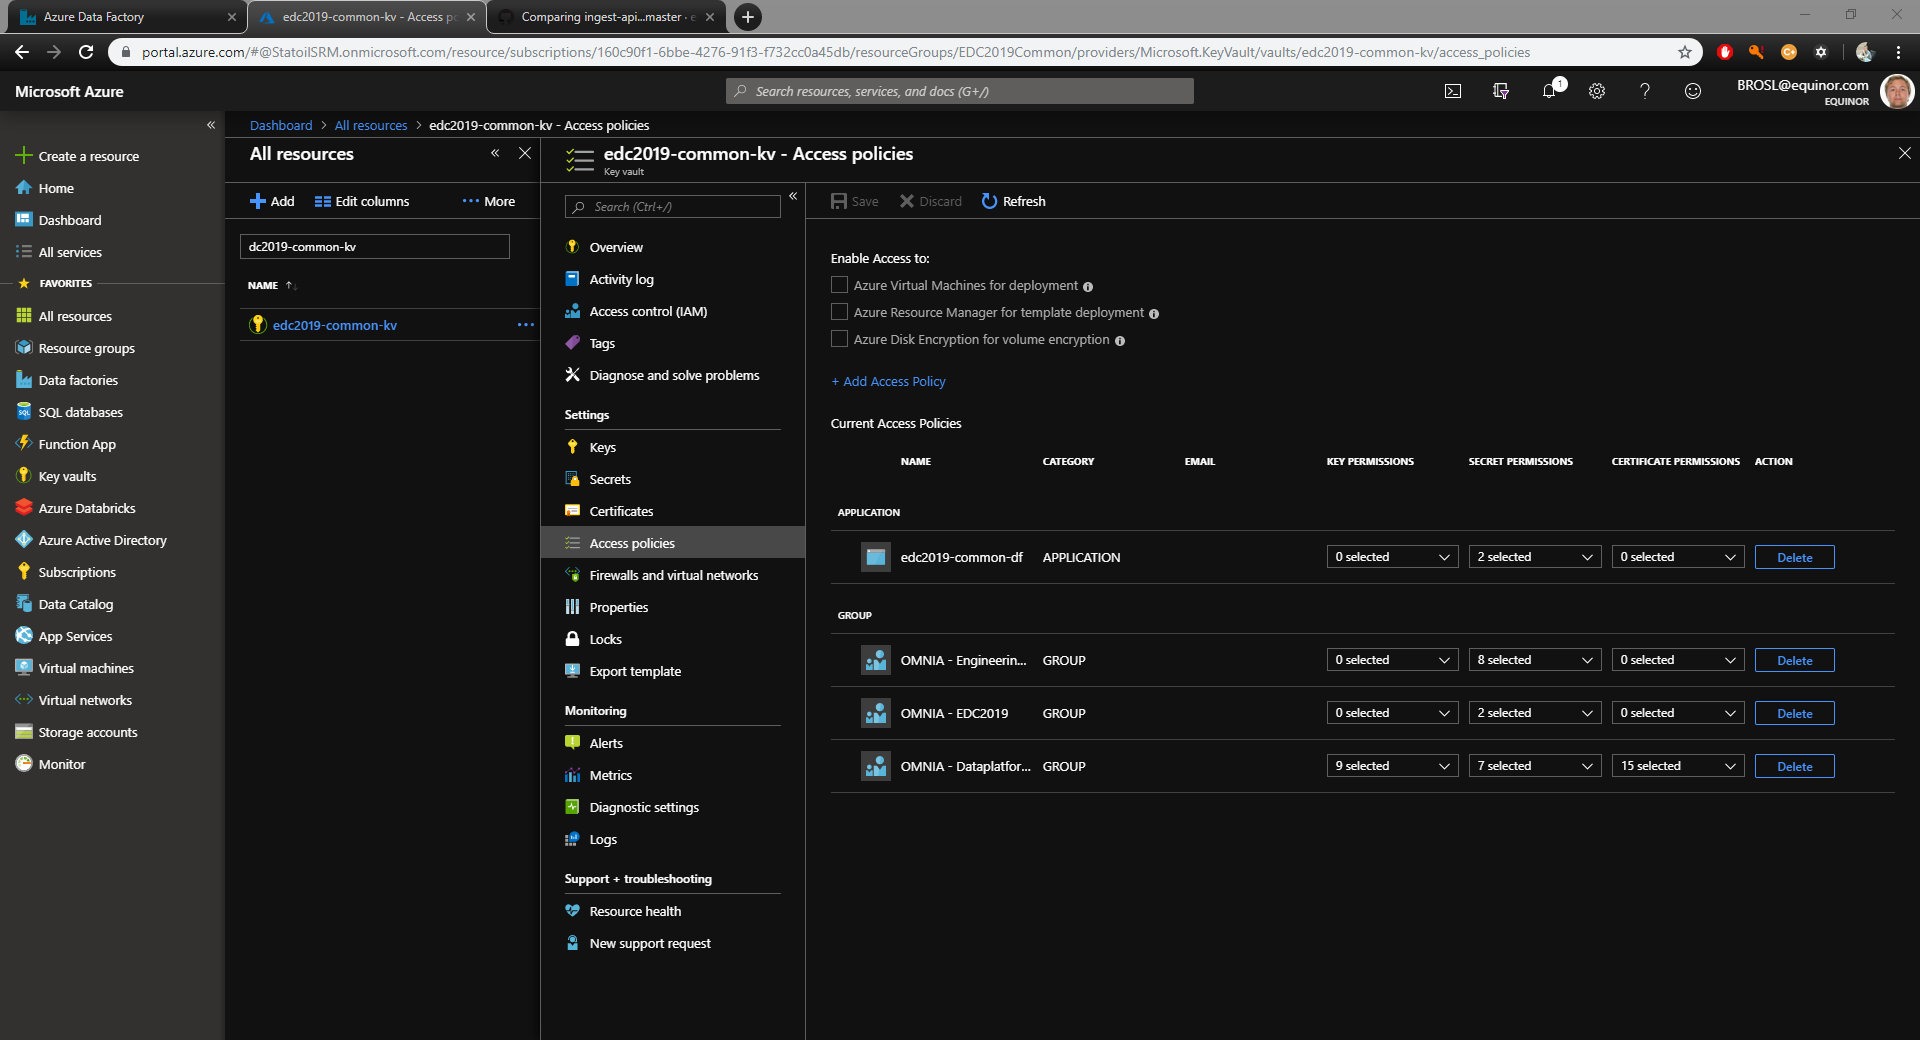 Azure Data Factory
edc2019-common-kv - Access po
Comparing ingest-api...master · e
portal.azure.com/#@StatoilSRM.onmicrosoft.com/resource/subscriptions/160c90f1-6bbe-4276-91f3-f732cc0a45db/resourceGroups/EDC2019Common/providers/Microsoft.KeyVault/vaults/edc2019-common-kv/access_policies
Microsoft Azure
Search resources, services, and docs (G+/)
1
BROSL@equinor.com
EQUINOR
Create a resource
Home
Dashboard
All services
FAVORITES
All resources
Resource groups
Data factories
SQL databases
Function App
Key vaults
Azure Databricks
Azure Active Directory
Subscriptions
Data Catalog
App Services
Virtual machines
Virtual networks
Storage accounts
Monitor
Dashboard > All resources > edc2019-common-kv - Access policies
All resources
Add Edit columns ··· More
dc2019-common-kv
NAME
edc2019-common-kv ···
edc2019-common-kv - Access policies
Key vault
Search (Ctrl+/)
Overview
Activity log
Access control (IAM)
Tags
Diagnose and solve problems
Settings
Keys
Secrets
Certificates
Access policies
Firewalls and virtual networks
Properties
Locks
Export template
Monitoring
Alerts
Metrics
Diagnostic settings
Logs
Support + troubleshooting
Resource health
New support request
Save Discard Refresh
Enable Access to:
Azure Virtual Machines for deployment
Azure Resource Manager for template deployment
Azure Disk Encryption for volume encryption
+ Add Access Policy
Current Access Policies
NAME CATEGORY EMAIL KEY PERMISSIONS SECRET PERMISSIONS CERTIFICATE PERMISSIONS ACTION
APPLICATION
edc2019-common-df APPLICATION 0 selected 2 selected 0 selected Delete
GROUP
OMNIA - Engineerin... GROUP 0 selected 8 selected 0 selected Delete
OMNIA - EDC2019 GROUP 0 selected 2 selected 0 selected Delete
OMNIA - Dataplatfor... GROUP 9 selected 7 selected 15 selected Delete